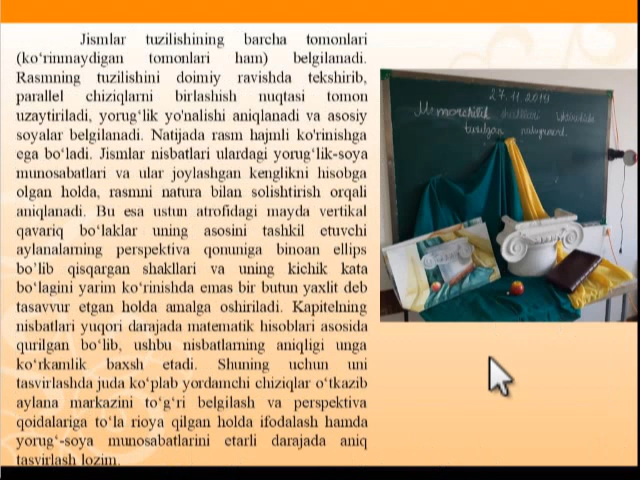 Jismlar tuzilishining barcha tomonlari
(ko‘rinmaydigan tomonlari ham) belgilanadi.
Rasmning tuzilishini doimiy ravishda tekshirib,
parallel chiziqlarni birlashish nuqtasi tomon
uzaytiriladi, yorug‘lik yo'nalishi aniqlanadi va asosiy
soyalar belgilanadi. Natijada rasm hajmli ko'rinishga
ega bo‘ladi. Jismlar nisbatlari ulardagi yorug‘lik-soya
munosabatlari va ular joylashgan kenglikni hisobga
olgan holda, rasmni natura bilan solishtirish orqali
aniqlanadi. Bu esa ustun atrofidagi mayda vertikal
qavariq bo‘laklar uning asosini tashkil etuvchi
aylanalarning perspektiva qonuniga binoan ellips
bo’lib qisqargan shakllari va uning kichik kata
bo‘lagini yarim ko‘rinishda emas bir butun yaxlit deb
tasavvur etgan holda amalga oshiriladi. Kapitelning
nisbatlari yuqori darajada matematik hisoblari asosida
qurilgan bo‘lib, ushbu nisbatlarning aniqligi unga
ko‘rkamlik baxsh etadi. Shuning uchun uni
tasvirlashda juda ko‘plab yordamchi chiziqlar o‘tkazib
aylana markazini to‘g‘ri belgilash va perspektiva
qoidalariga to‘la rioya qilgan holda ifodalash hamda
yorug‘-soya munosabatlarini etarli darajada aniq
tasvirlash lozim.
27.11.2019